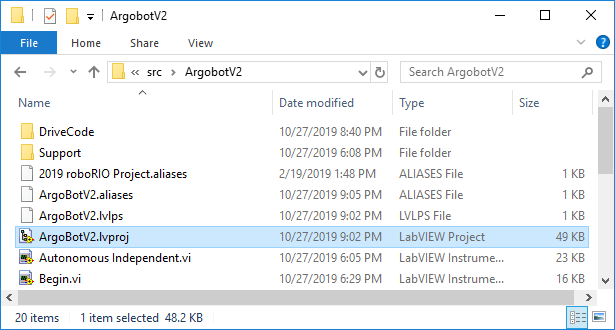 ArgobotV2
File Home Share View
src ArgobotV2 Search ArgobotV2
Name Date modified Type Size
DriveCode 10/27/2019 8:40 PM File folder
Support 10/27/2019 6:08 PM File folder
2019 roboRIO Project.aliases 2/19/2019 1:48 PM ALIASES File 1 KB
ArgoBotV2.aliases 10/27/2019 9:05 PM ALIASES File 1 KB
ArgoBotV2.lvlps 10/27/2019 9:02 PM LVLPS File 1 KB
ArgoBotV2.lvproj 10/27/2019 9:02 PM LabVIEW Project 49 KB
Autonomous Independent.vi 10/27/2019 6:05 PM LabVIEW Instrume... 23 KB
Begin.vi 10/27/2019 6:29 PM LabVIEW Instrume... 16 KB
20 items 1 item selected 48.2 KB